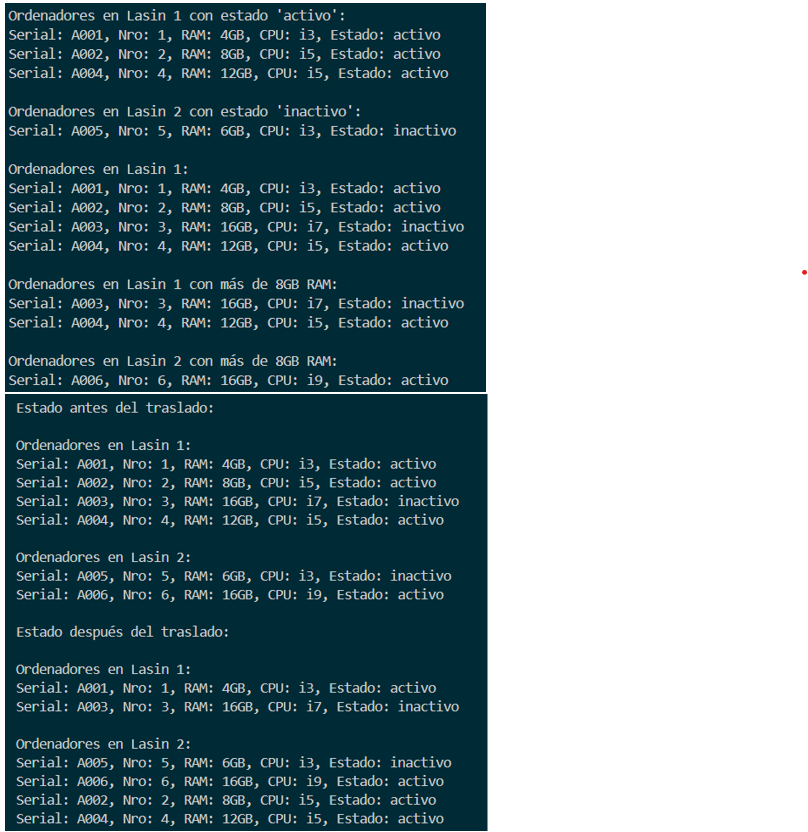 Ordenadores en Lasin 1 con estado 'activo':
Serial: A001, Nro: 1, RAM: 4GB, CPU: i3, Estado: activo
Serial: A002, Nro: 2, RAM: 8GB, CPU: i5, Estado: activo
Serial: A004, Nro: 4, RAM: 12GB, CPU: i5, Estado: activo

Ordenadores en Lasin 2 con estado 'inactivo':
Serial: A005, Nro: 5, RAM: 6GB, CPU: i3, Estado: inactivo

Ordenadores en Lasin 1:
Serial: A001, Nro: 1, RAM: 4GB, CPU: i3, Estado: activo
Serial: A002, Nro: 2, RAM: 8GB, CPU: i5, Estado: activo
Serial: A003, Nro: 3, RAM: 16GB, CPU: i7, Estado: inactivo
Serial: A004, Nro: 4, RAM: 12GB, CPU: i5, Estado: activo

Ordenadores en Lasin 1 con más de 8GB RAM:
Serial: A003, Nro: 3, RAM: 16GB, CPU: i7, Estado: inactivo
Serial: A004, Nro: 4, RAM: 12GB, CPU: i5, Estado: activo

Ordenadores en Lasin 2 con más de 8GB RAM:
Serial: A006, Nro: 6, RAM: 16GB, CPU: i9, Estado: activo

Estado antes del traslado:

Ordenadores en Lasin 1:
Serial: A001, Nro: 1, RAM: 4GB, CPU: i3, Estado: activo
Serial: A002, Nro: 2, RAM: 8GB, CPU: i5, Estado: activo
Serial: A003, Nro: 3, RAM: 16GB, CPU: i7, Estado: inactivo
Serial: A004, Nro: 4, RAM: 12GB, CPU: i5, Estado: activo

Ordenadores en Lasin 2:
Serial: A005, Nro: 5, RAM: 6GB, CPU: i3, Estado: inactivo
Serial: A006, Nro: 6, RAM: 16GB, CPU: i9, Estado: activo

Estado después del traslado:

Ordenadores en Lasin 1:
Serial: A001, Nro: 1, RAM: 4GB, CPU: i3, Estado: activo
Serial: A003, Nro: 3, RAM: 16GB, CPU: i7, Estado: inactivo

Ordenadores en Lasin 2:
Serial: A005, Nro: 5, RAM: 6GB, CPU: i3, Estado: inactivo
Serial: A006, Nro: 6, RAM: 16GB, CPU: i9, Estado: activo
Serial: A002, Nro: 2, RAM: 8GB, CPU: i5, Estado: activo
Serial: A004, Nro: 4, RAM: 12GB, CPU: i5, Estado: activo